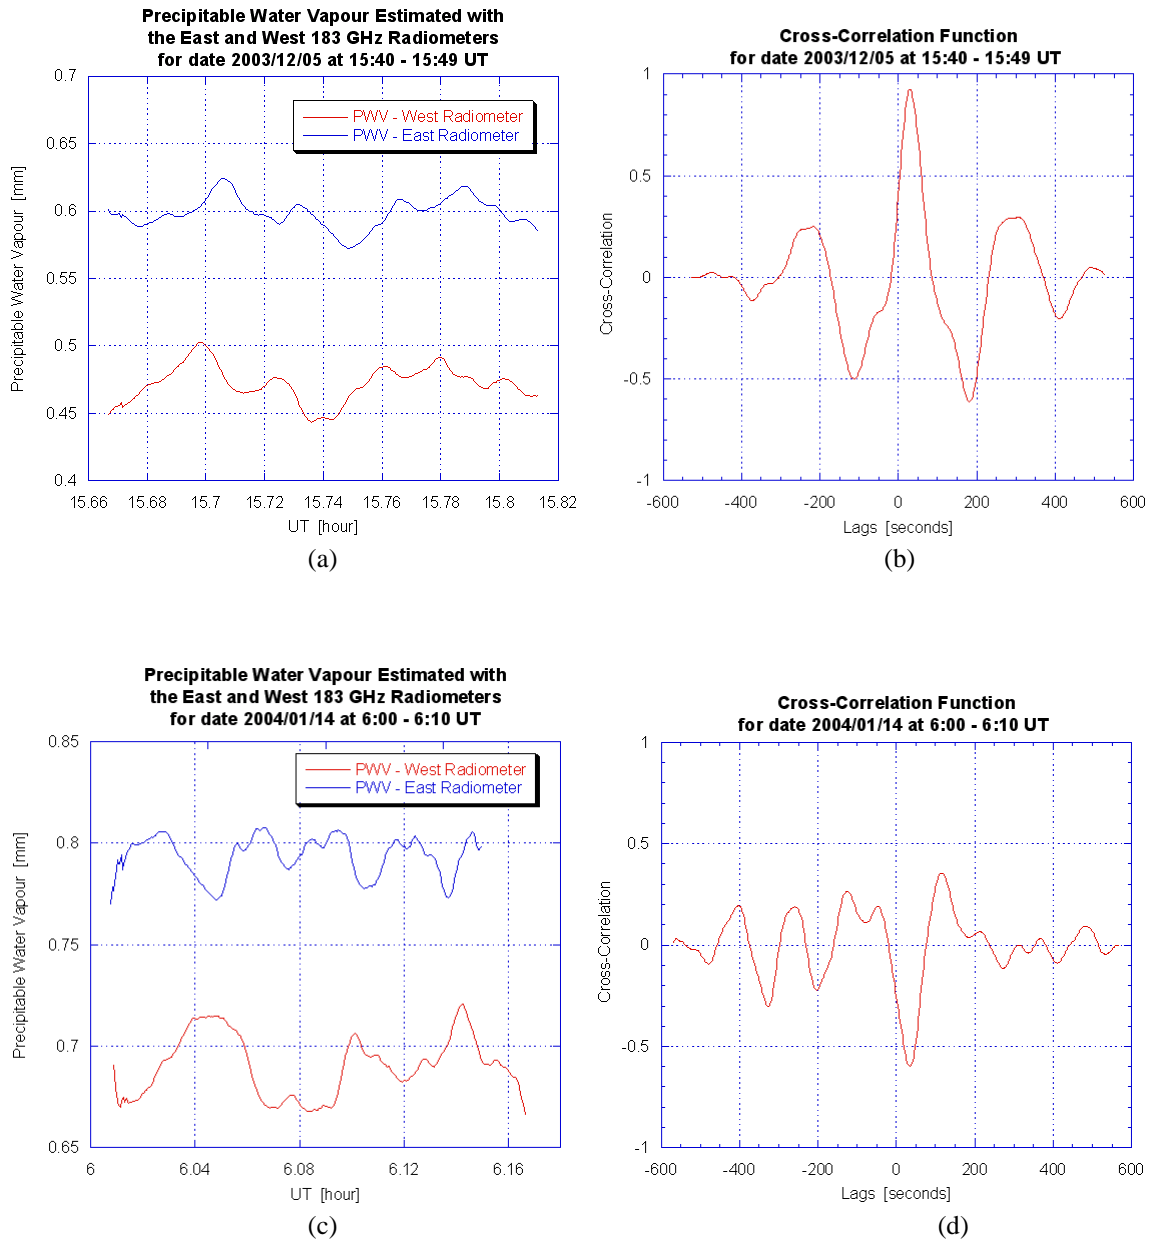 Precipitable Water Vapour Estimated with
the East and West 183 GHz Radiometers
for date 2003/12/05 at 15:40 - 15:49 UT
0.7
0.65
0.6
0.55
0.5
0.45
0.4
Precipitable Water Vapour [mm]
PWV - West Radiometer
PWV - East Radiometer
15.66 15.68 15.7 15.72 15.74 15.76 15.78 15.8 15.82
UT [hour]
(a)
Cross-Correlation Function
for date 2003/12/05 at 15:40 - 15:49 UT
1
0.5
0
-0.5
-1
Cross-Correlation
-600 -400 -200 0 200 400 600
Lags [seconds]
(b)
Precipitable Water Vapour Estimated with
the East and West 183 GHz Radiometers
for date 2004/01/14 at 6:00 - 6:10 UT
0.85
0.8
0.75
0.7
0.65
Precipitable Water Vapour [mm]
PWV - West Radiometer
PWV - East Radiometer
6 6.04 6.08 6.12 6.16
UT [hour]
(c)
Cross-Correlation Function
for date 2004/01/14 at 6:00 - 6:10 UT
1
0.5
0
-0.5
-1
Cross-Correlation
-600 -400 -200 0 200 400 600
Lags [seconds]
(d)